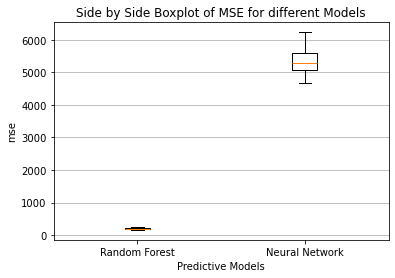 Side by Side Boxplot of MSE for different Models
6000
5000
4000
3000
2000
1000
0
mse
Random Forest
Neural Network
Predictive Models